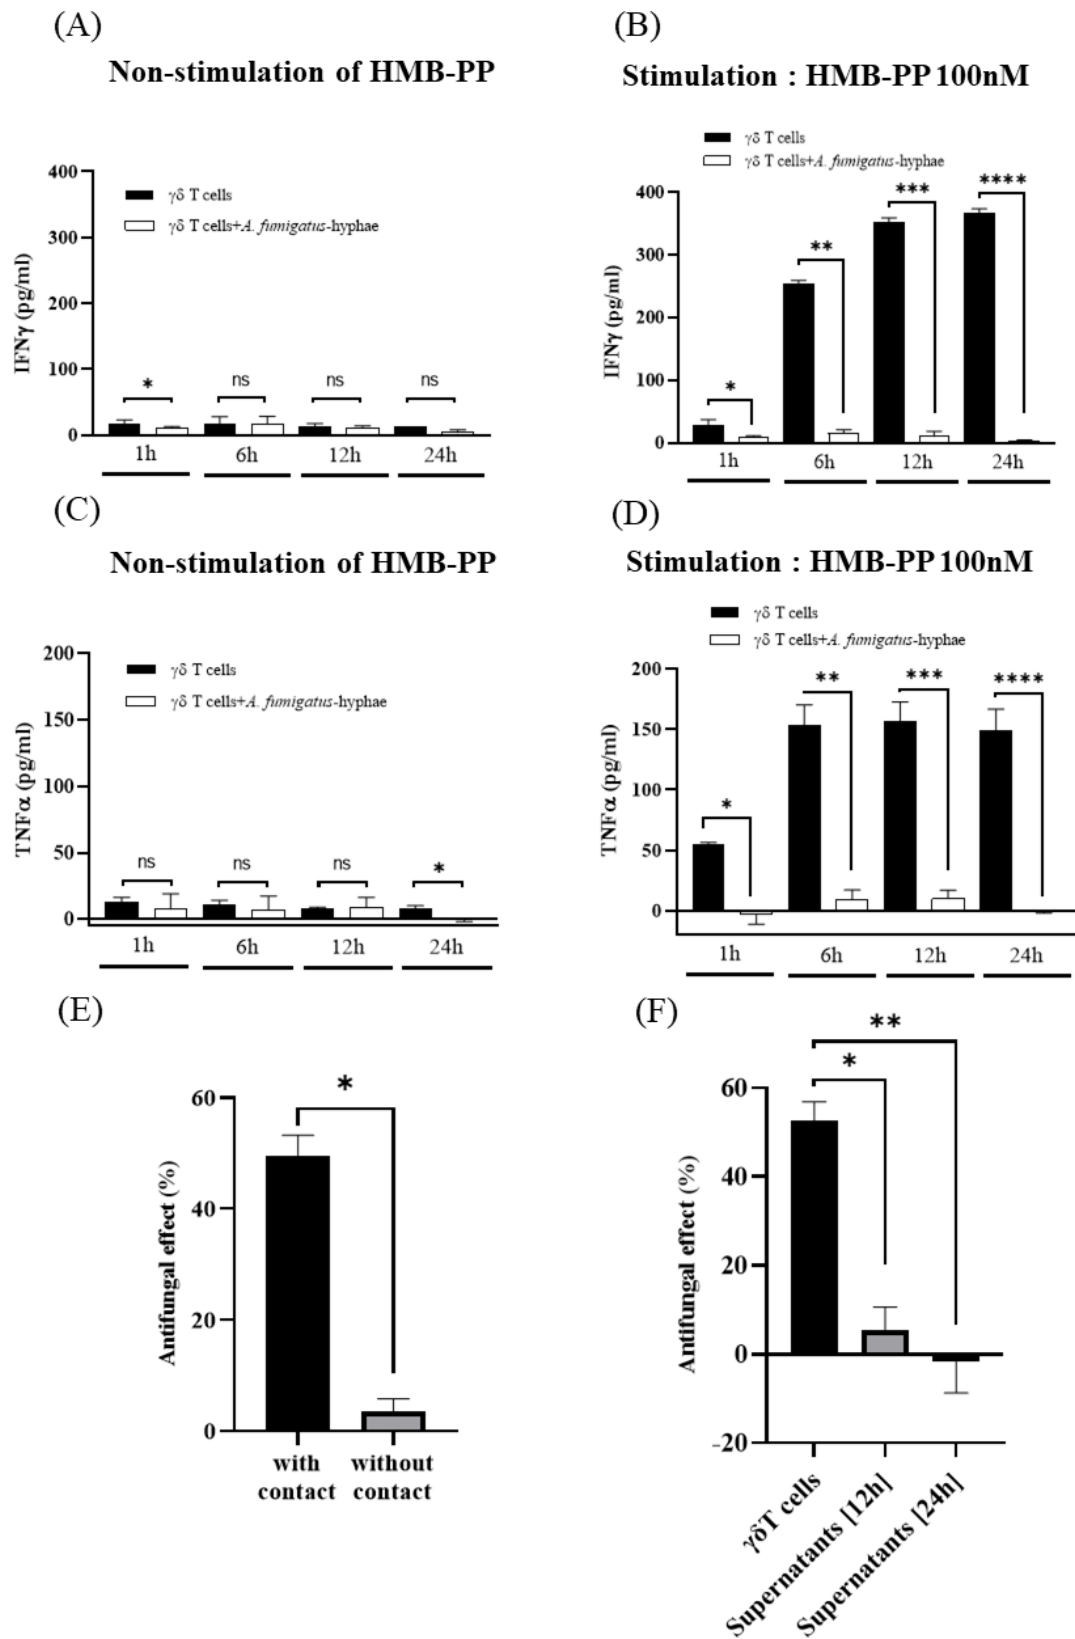 (A)
Non-stimulation of HMB-PP
400
300
200
100
0
IFNγ (pg/ml)
γδ T cells
γδ T cells+A. fumigatus-hyphae
*
ns
ns
ns
1h
6h
12h
24h
(B)
Stimulation : HMB-PP 100nM
γδ T cells
γδ T cells+A. fumigatus-hyphae
400
300
200
100
0
IFNγ (pg/ml)
*
**
***
****
1h
6h
12h
24h
(C)
Non-stimulation of HMB-PP
200
150
100
50
0
TNFα (pg/ml)
γδ T cells
γδ T cells+A. fumigatus-hyphae
ns
ns
ns
*
1h
6h
12h
24h
(D)
Stimulation : HMB-PP 100nM
γδ T cells
γδ T cells+A. fumigatus-hyphae
200
150
100
50
0
TNFα (pg/ml)
*
**
***
****
1h
6h
12h
24h
(E)
60
40
20
0
Antifungal effect (%)
*
with
contact
without
contact
(F)
60
40
20
0
-20
Antifungal effect (%)
**
*
γδT cells
Supernatants [12h]
Supernatants [24h]